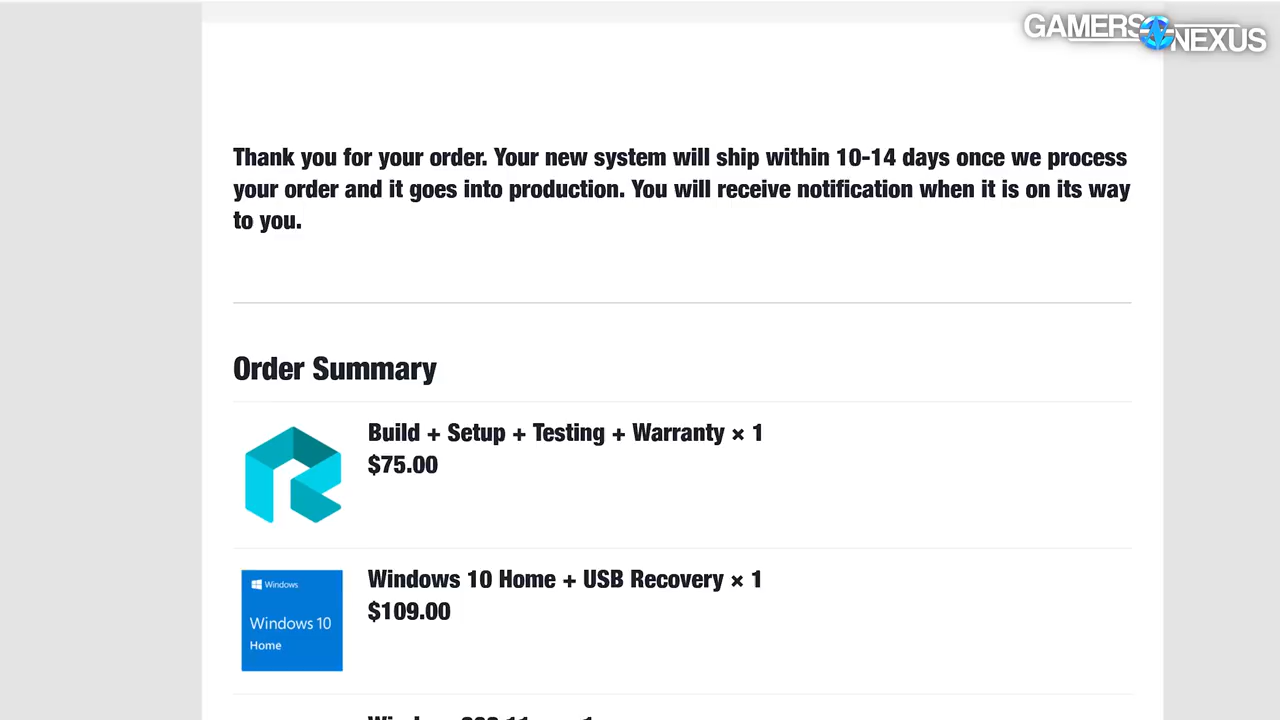 GAMERS NEXUS
Thank you for your order. Your new system will ship within 10-14 days once we process
your order and it goes into production. You will receive notification when it is on its way
to you.
Order Summary
Build + Setup + Testing + Warranty × 1
$75.00
Windows
Windows 10
Home
Windows 10 Home + USB Recovery × 1
$109.00